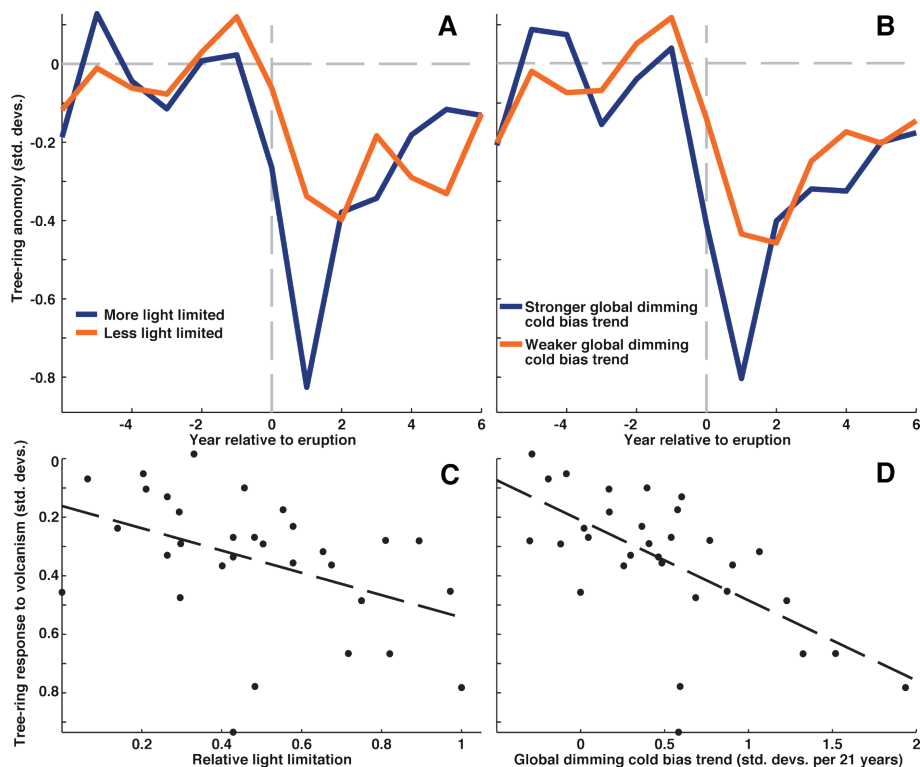 A
B
0
-0.2
-0.4
-0.6
-0.8
Tree-ring anomoly (std. devs.)
More light limited
Less light limited
Stronger global dimming
cold bias trend
Weaker global dimming
cold bias trend
-4 -2 0 2 4 6
Year relative to eruption
-4 -2 0 2 4 6
Year relative to eruption
C
D
0
0.2
0.4
0.6
0.8
Tree-ring response to volcanism (std. devs.)
0.2 0.4 0.6 0.8 1
Relative light limitation
0 0.5 1 1.5 2
Global dimming cold bias trend (std. devs. per 21 years)